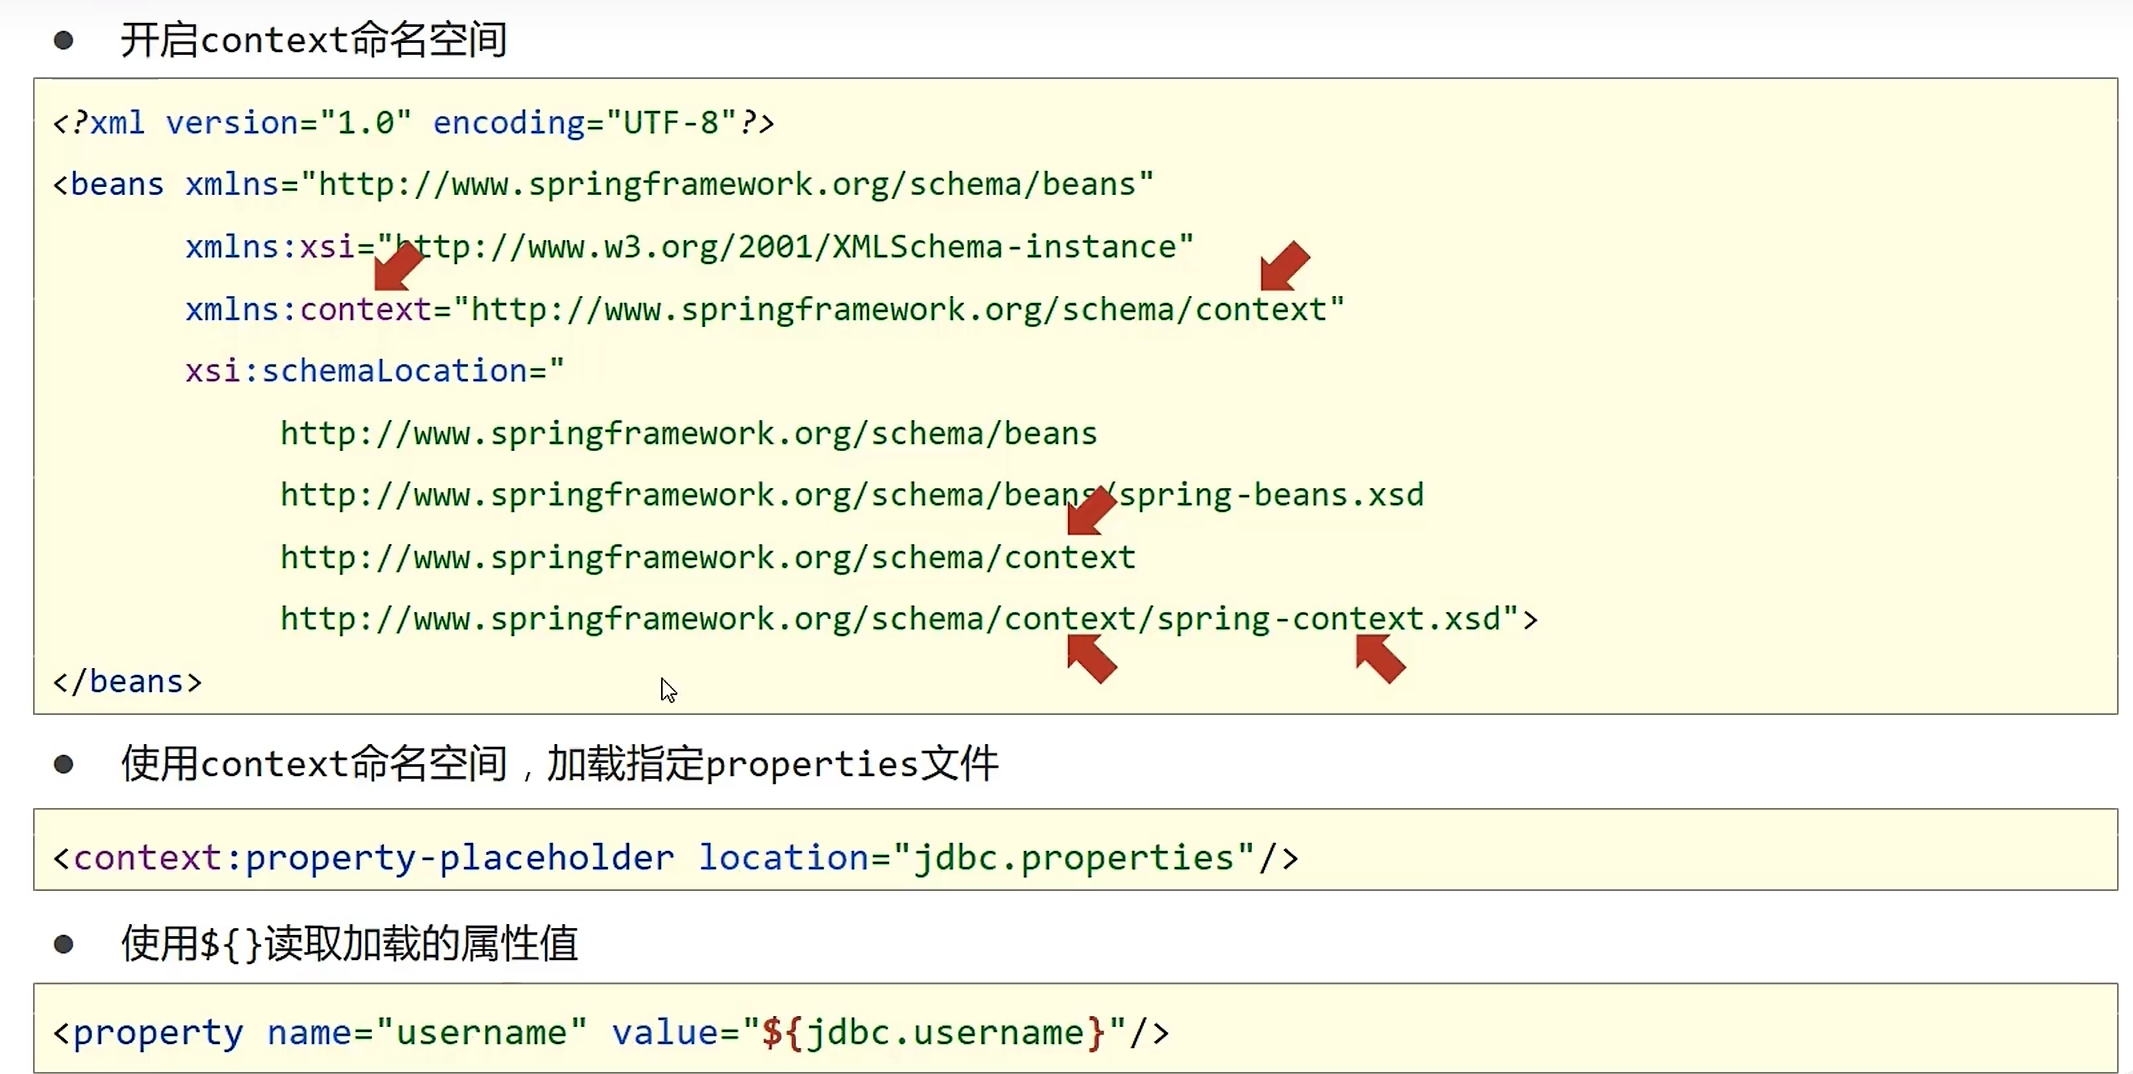 ● 开启context命名空间
<?xml version="1.0" encoding="UTF-8"?>
<beans xmlns="http://www.springframework.org/schema/beans"
xmlns:xsi="http://www.w3.org/2001/XMLSchema-instance"
xmlns:context="http://www.springframework.org/schema/context"
xsi:schemaLocation="
http://www.springframework.org/schema/beans
http://www.springframework.org/schema/beans/spring-beans.xsd
http://www.springframework.org/schema/context
http://www.springframework.org/schema/context/spring-context.xsd">
</beans>
● 使用context命名空间，加载指定properties文件
<context:property-placeholder location="jdbc.properties"/>
● 使用${}读取加载的属性值
<property name="username" value="${jdbc.username}"/>